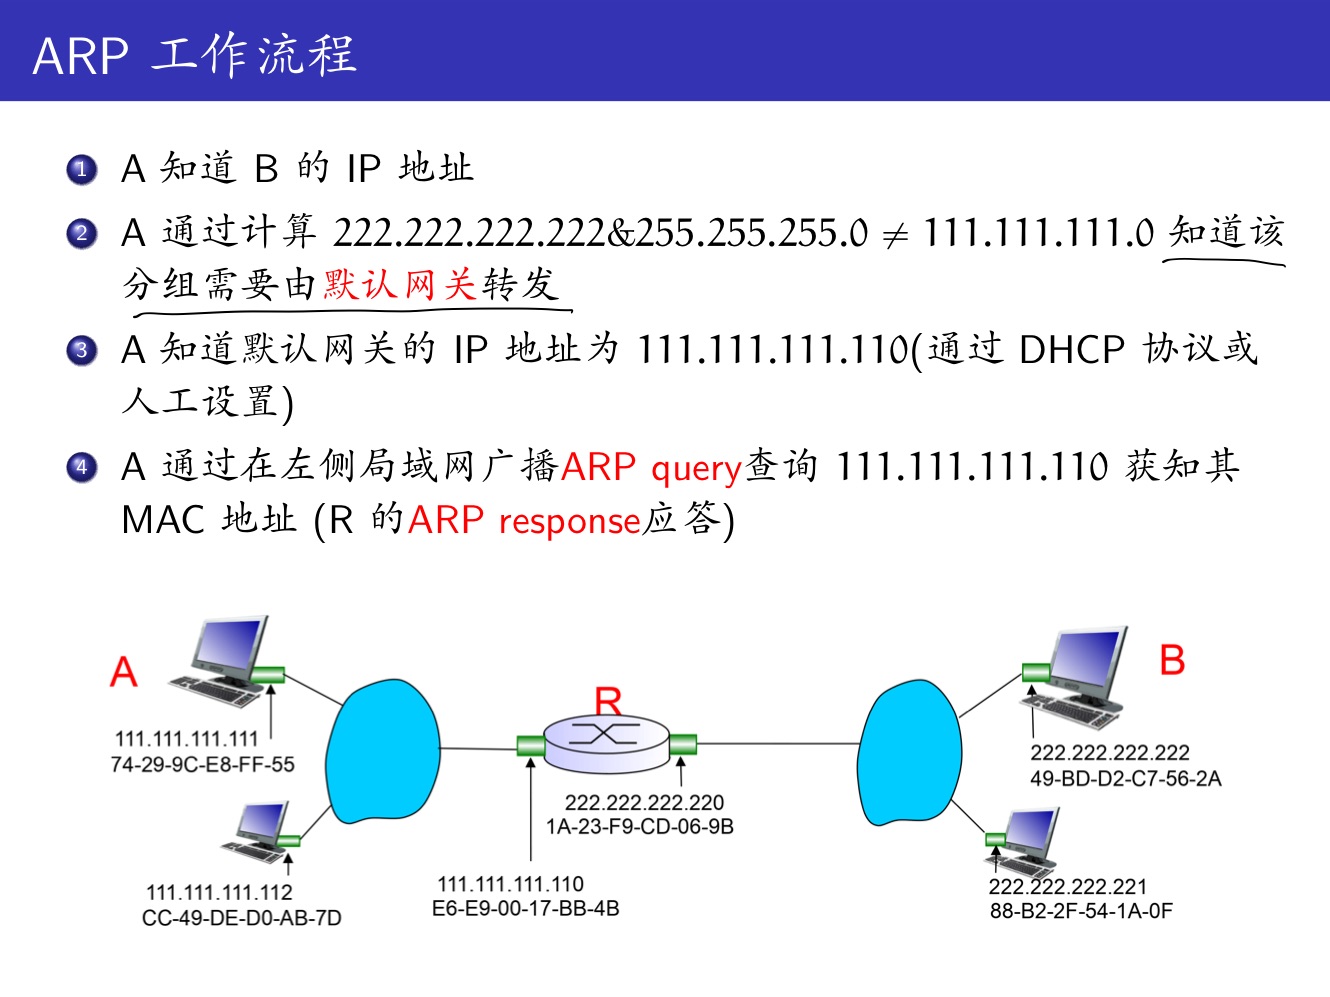 ARP 工作流程
1 A 知道 B 的 IP 地址
2 A 通过计算 222.222.222.222&255.255.255.0 ≠ 111.111.111.0 知道该
分组需要由默认网关转发
3 A 知道默认网关的 IP 地址为 111.111.111.110(通过 DHCP 协议或
人工设置)
4 A 通过在左侧局域网广播ARP query查询 111.111.111.110 获知其
MAC 地址 (R 的ARP response应答)
A
111.111.111.111
74-29-9C-E8-FF-55
111.111.111.112
CC-49-DE-D0-AB-7D
R
222.222.222.220
1A-23-F9-CD-06-9B
111.111.111.110
E6-E9-00-17-BB-4B
B
222.222.222.222
49-BD-D2-C7-56-2A
222.222.222.221
88-B2-2F-54-1A-0F